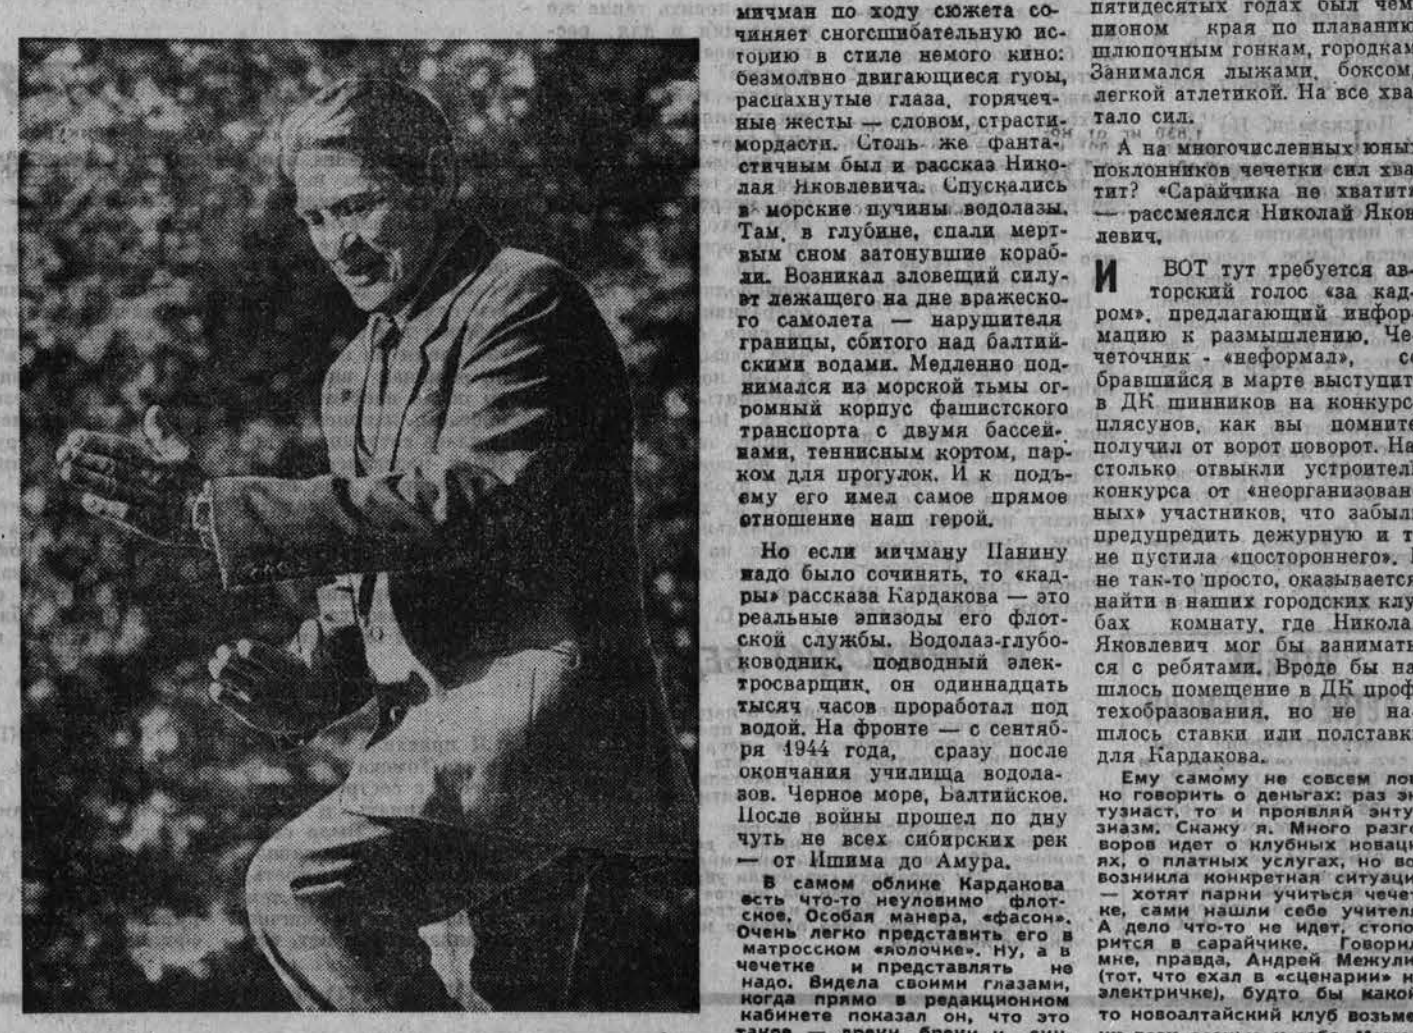 мичман по ходу сюжета со-
чиняет сногсшибательную ис-
торию в стиле немого кино:
безмолвно двигающиеся губы,
распахнутые глаза, горячеч-
ные жесты — словом, страсти-
мордасти. Столь же фанта-
стичным был и рассказ Нико-
лая Яковлевича. Спускались
в морские пучины водолазы.
Там, в глубине, спали мерт-
вым сном затонувшие кораб-
ли. Возникал зловещий силу-
эт лежащего на дне вражеско-
го самолета — нарушителя
границы, сбитого над балтий-
скими водами. Медленно под-
нимался из морской тьмы ог-
ромный корпус фашистского
транспорта с двумя бассей-
нами, теннисным кортом, пар-
ком для прогулок. И к подъ-
ему его имел самое прямое
отношение наш герой.
Но если мичману Панину
надо было сочинять, то «кад-
ры» рассказа Кардакова — это
реальные эпизоды его флот-
ской службы. Водолаз-глубо-
ководник, подводный элек-
тросварщик, он одиннадцать
тысяч часов проработал под
водой. На фронте — с сентяб-
ря 1944 года, сразу после
окончания училища водола-
зов. Черное море, Балтийское.
После войны прошел по дну
чуть не всех сибирских рек
— от Ишима до Амура.
В самом облике Кардакова
есть что-то неуловимо флот-
ское. Особая манера, «фасон».
Очень легко представить его в
матросском «яблочке». Ну, а в
чечетке и представлять не
надо. Видела своими глазами,
когда прямо в редакционном
кабинете показал он, что это
пятидесятых годах был чем
пионом края по плаванию
шлюпочным гонкам, городкам
Занимался лыжами, боксом,
легкой атлетикой. На все хва
тало сил.
А на многочисленных юных
поклонников чечетки сил хва
тит? «Сарайчика не хватит»
— рассмеялся Николай Яков
левич.
И ВОТ тут требуется ав-
торский голос «за кад-
ром», предлагающий инфор
мацию к размышлению. Че-
четочник - «неформал», со
бравшийся в марте выступит
в ДК шинников на конкурс
плясунов, как вы помните
получил от ворот поворот. На
столько отвыкли устроител
конкурса от «неорганизован
ных» участников, что забыл
предупредить дежурную и т
не пустила «постороннего».
не так-то просто, оказывается
найти в наших городских клу
бах комнату, где Никола
Яковлевич мог бы занимать
ся с ребятами. Вроде бы на
шлось помещение в ДК проф
техобразования, но не на-
шлось ставки или полставк
для Кардакова.
Ему самому не совсем лов
но говорить о деньгах: раз эн
тузиаст, то и проявляй энту
зиазм. Скажу я. Много разго
воров идет о клубных новаци
ях, о платных услугах, но во
возникла конкретная ситуаци
— хотят парни учиться чечет
ке, сами нашли себе учителя
А дело что-то не идет, стопо
рится в сарайчике. Говорил
мне, правда, Андрей Межули
(тот, что ехал в «сценарии» н
электричке), будто бы какой
то новоалтайский клуб возьме